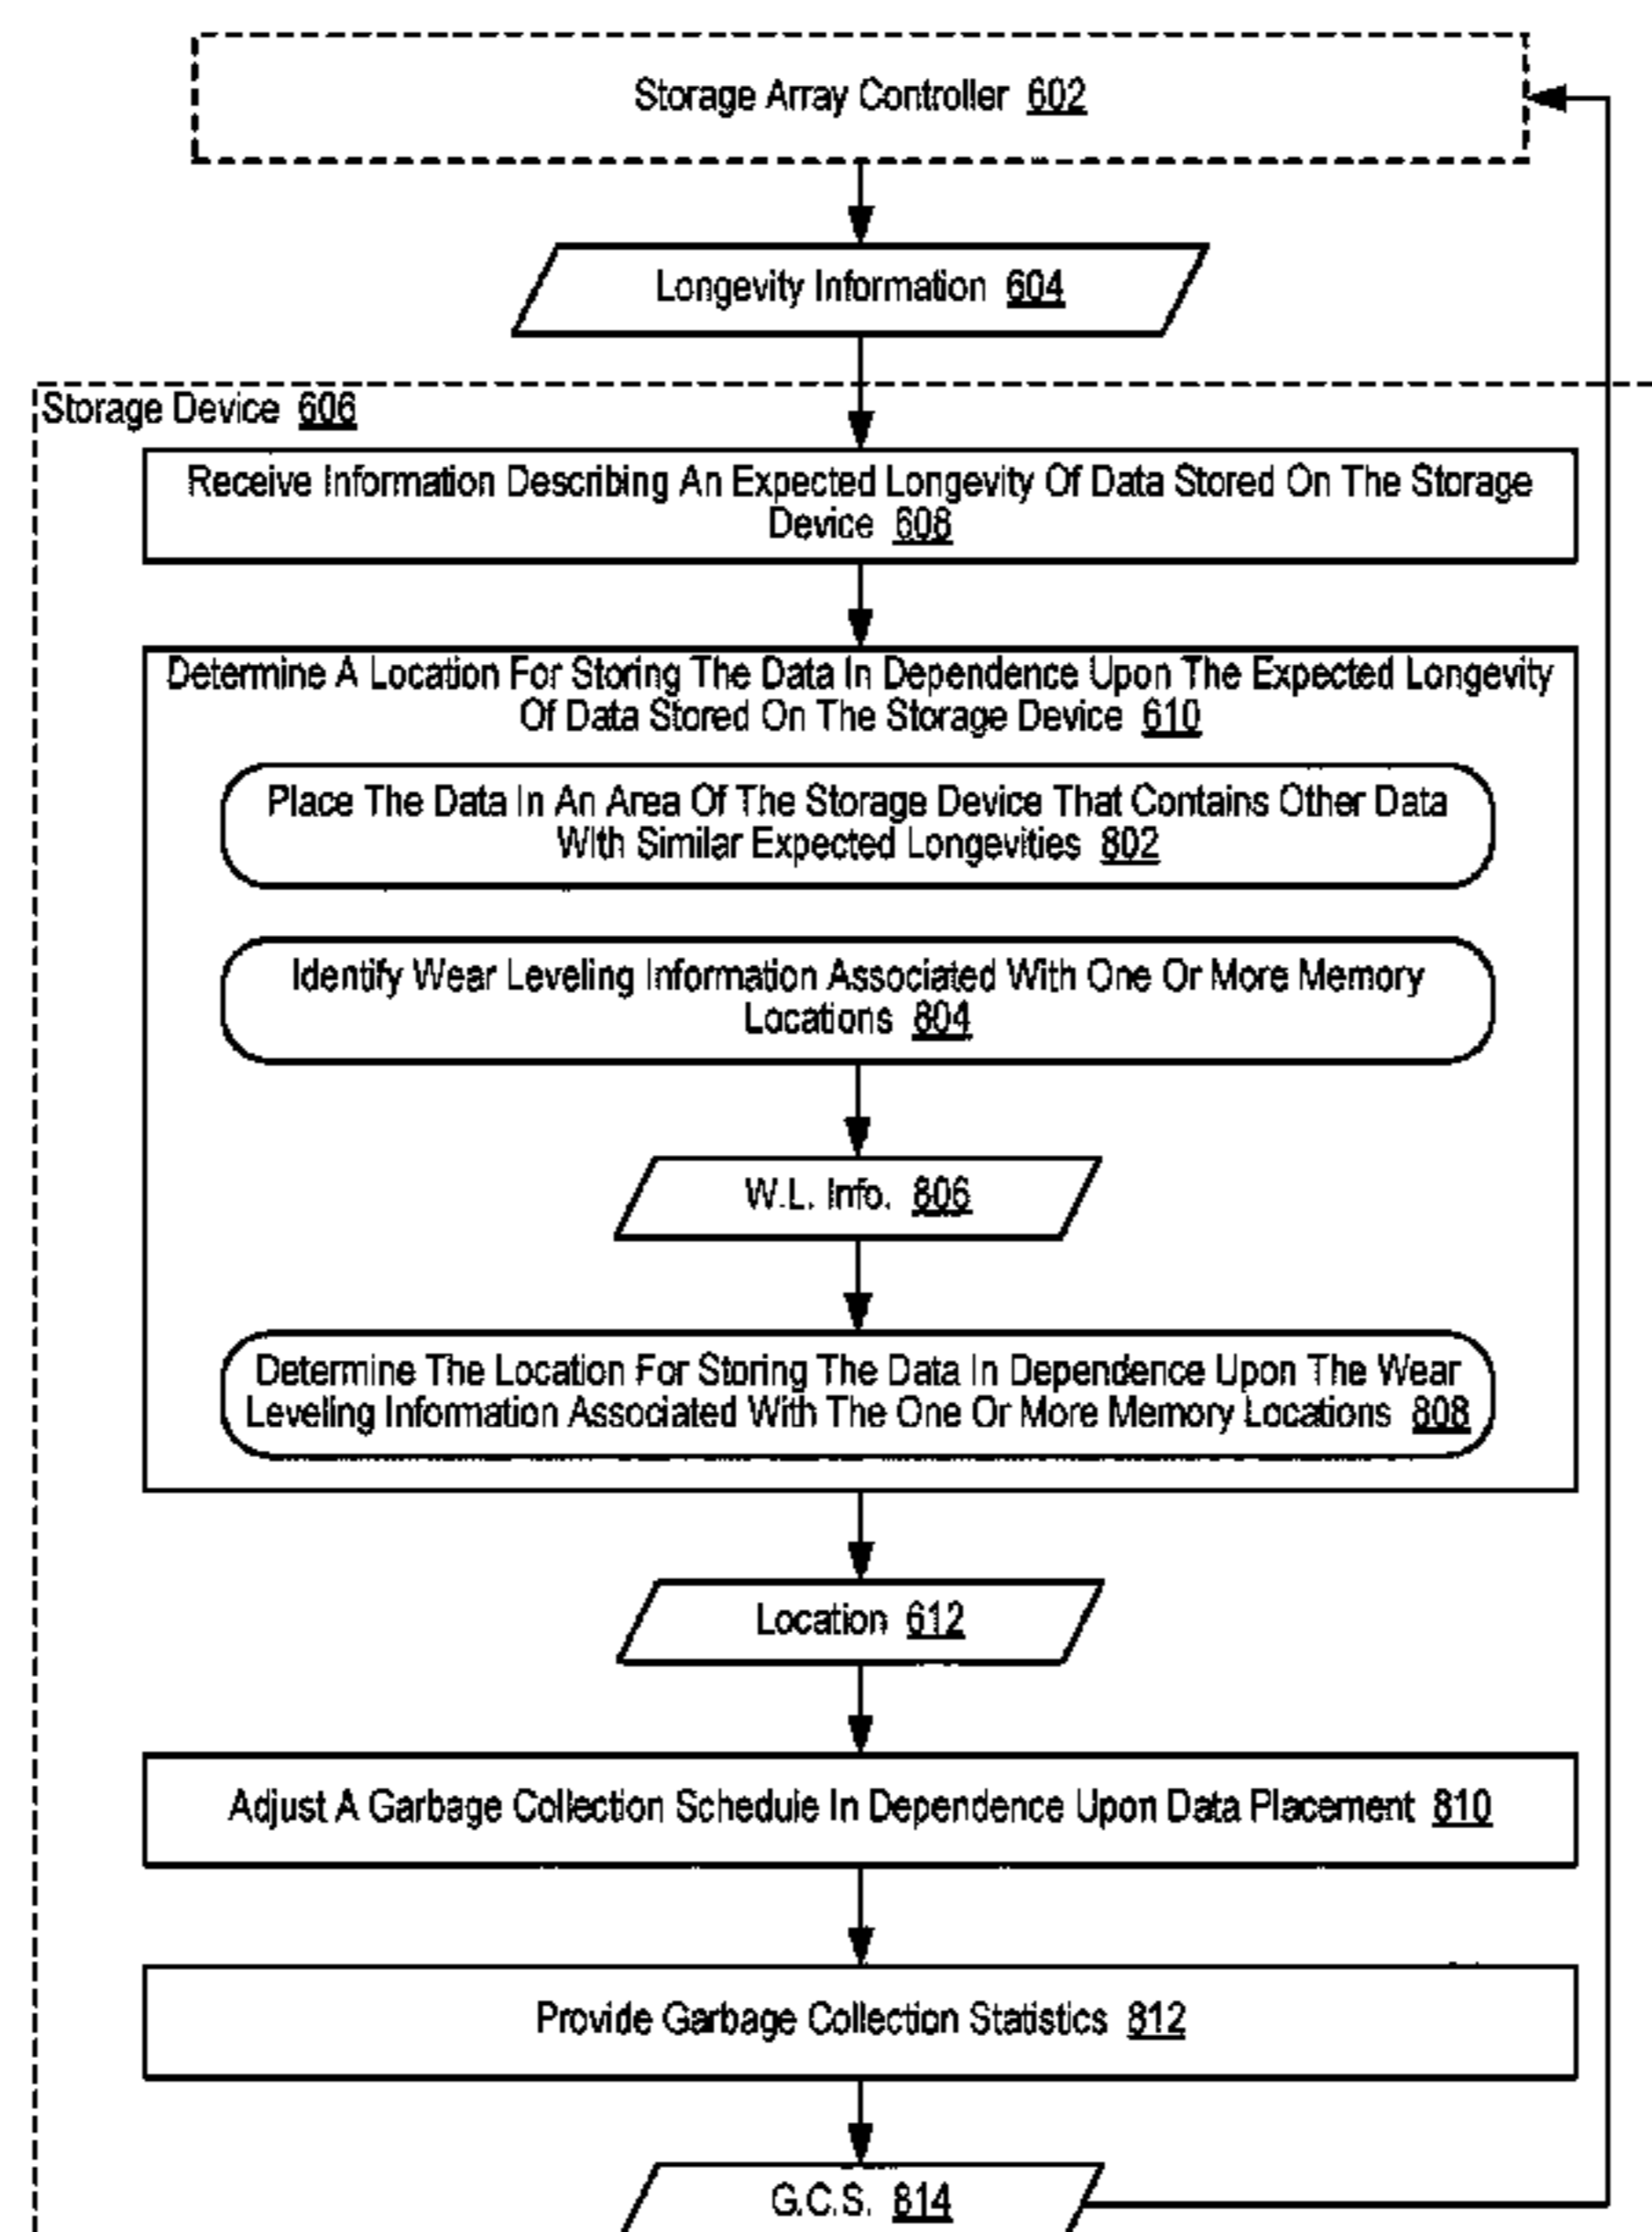 Storage Array Controller 602
Longevity Information 604
Storage Device 606
Receive Information Describing An Expected Longevity Of Data Stored On The Storage
Device 608
Determine A Location For Storing The Data In Dependence Upon The Expected Longevity
Of Data Stored On The Storage Device 610
Place The Data In An Area Of The Storage Device That Contains Other Data
With Similar Expected Longevities 802
Identify Wear Leveling Information Associated With One Or More Memory
Locations 804
W.L. Info. 806
Determine The Location For Storing The Data In Dependence Upon The Wear
Leveling Information Associated With The One Or More Memory Locations 808
Location 612
Adjust A Garbage Collection Schedule In Dependence Upon Data Placement 810
Provide Garbage Collection Statistics 812
G.C.S. 814